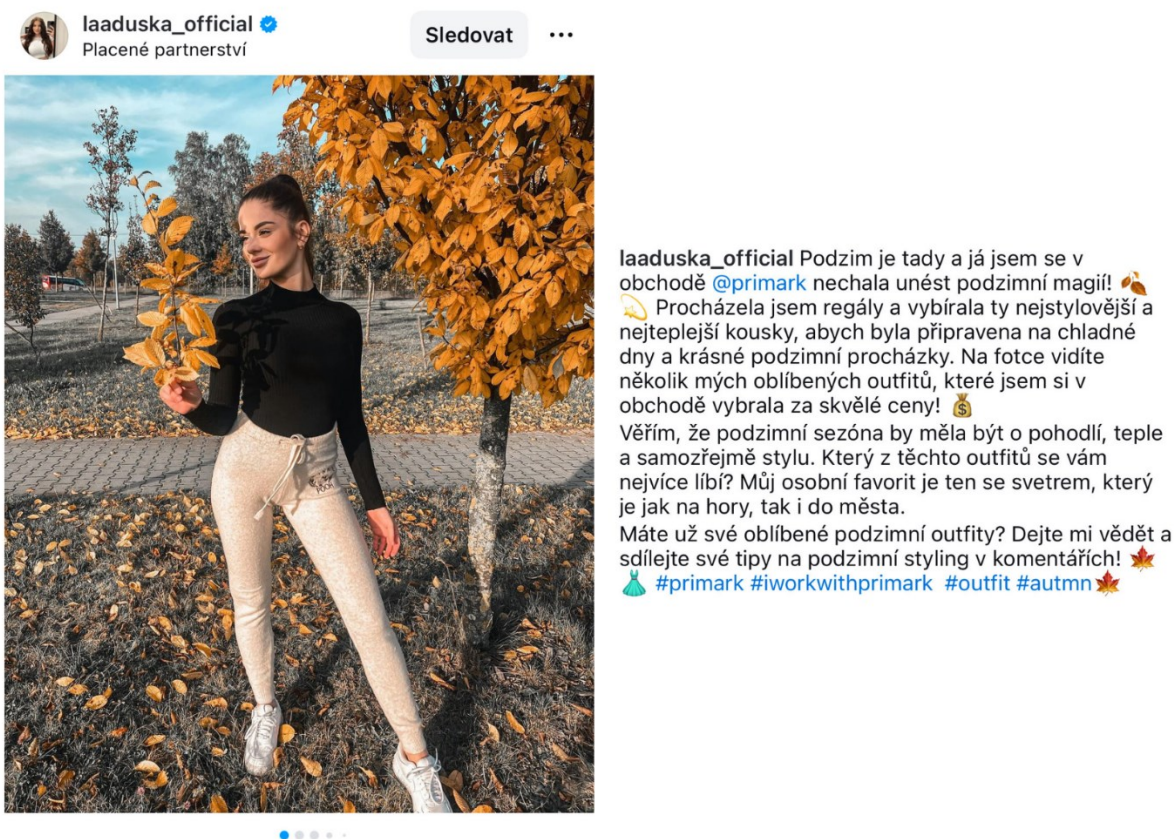 laaduska_official
Placené partnerství
Sledovat
laaduska_official Podzim je tady a já jsem se v
obchodě @primark nechala unést podzimní magií! 🍂
💫 Procházela jsem regály a vybírala ty nejstylovější a
nejteplejší kousky, abych byla připravena na chladné
dny a krásné podzimní procházky. Na fotce vidíte
několik mých oblíbených outfitů, které jsem si v
obchodě vybrala za skvělé ceny! 💰
Věřím, že podzimní sezóna by měla být o pohodlí, teple
a samozřejmě stylu. Který z těchto outfitů se vám
nejvíce líbí? Můj osobní favorit je ten se svetrem, který
je jak na hory, tak i do města.
Máte už své oblíbené podzimní outfity? Dejte mi vědět a
sdílejte své tipy na podzimní styling v komentářích! 🍁
👗 #primark #iworkwithprimark #outfit #autmn🍁